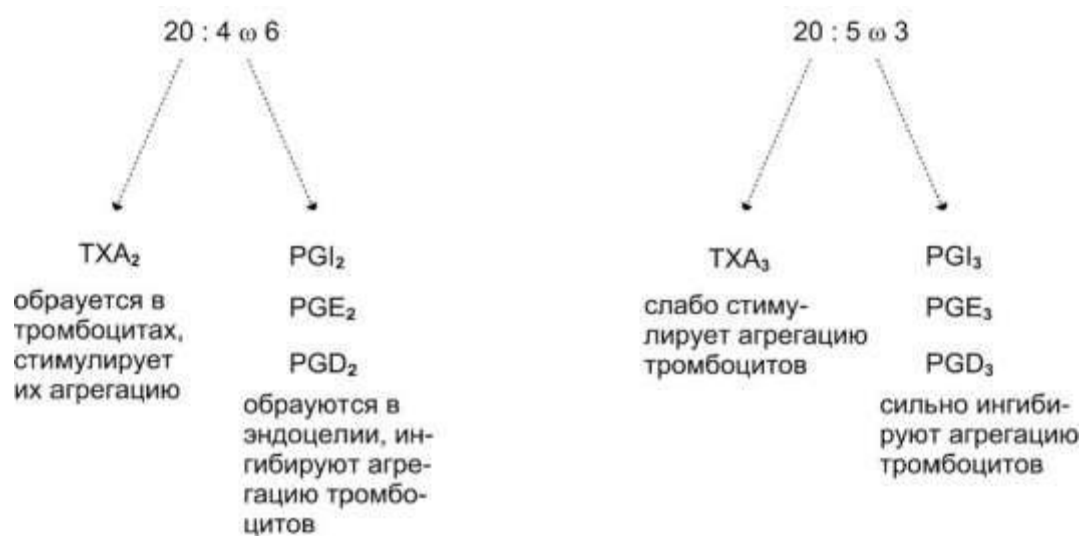 20 : 4 ω 6
TXA₂
обрауется в
тромбоцитах,
стимулирует
их агрегацию
PGI₂
PGE₂
PGD₂
обрауются в
эндоцелии, ин-
гибируют агре-
гацию тромбо-
цитов
20 : 5 ω 3
TXA₃
слабо стиму-
лирует агрегацию
тромбоцитов
PGI₃
PGE₃
PGD₃
сильно ингиби-
руют агрегацию
тромбоцитов